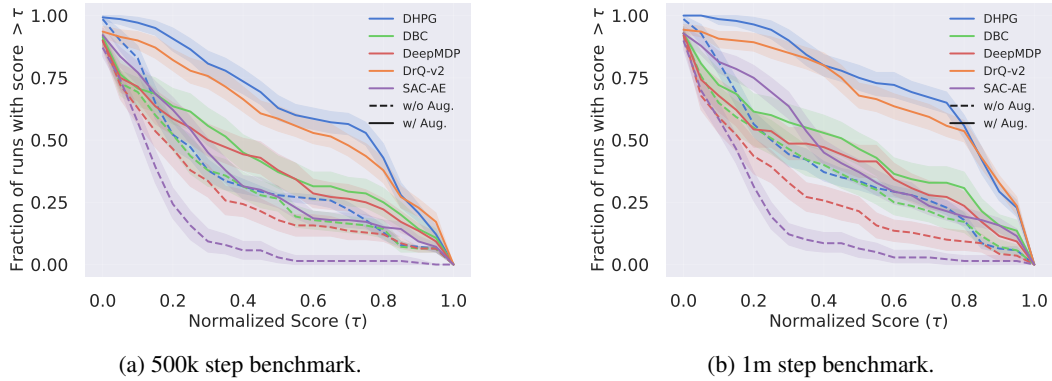 Fraction of runs with score > τ
1.00
0.75
0.50
0.25
0.00
0.0 0.2 0.4 0.6 0.8 1.0
Normalized Score (τ)
DHPG
DBC
DeepMDP
DrQ-v2
SAC-AE
w/o Aug.
w/ Aug.
(a) 500k step benchmark.
Fraction of runs with score > τ
1.00
0.75
0.50
0.25
0.00
0.0 0.2 0.4 0.6 0.8 1.0
Normalized Score (τ)
DHPG
DBC
DeepMDP
DrQ-v2
SAC-AE
w/o Aug.
w/ Aug.
(b) 1m step benchmark.